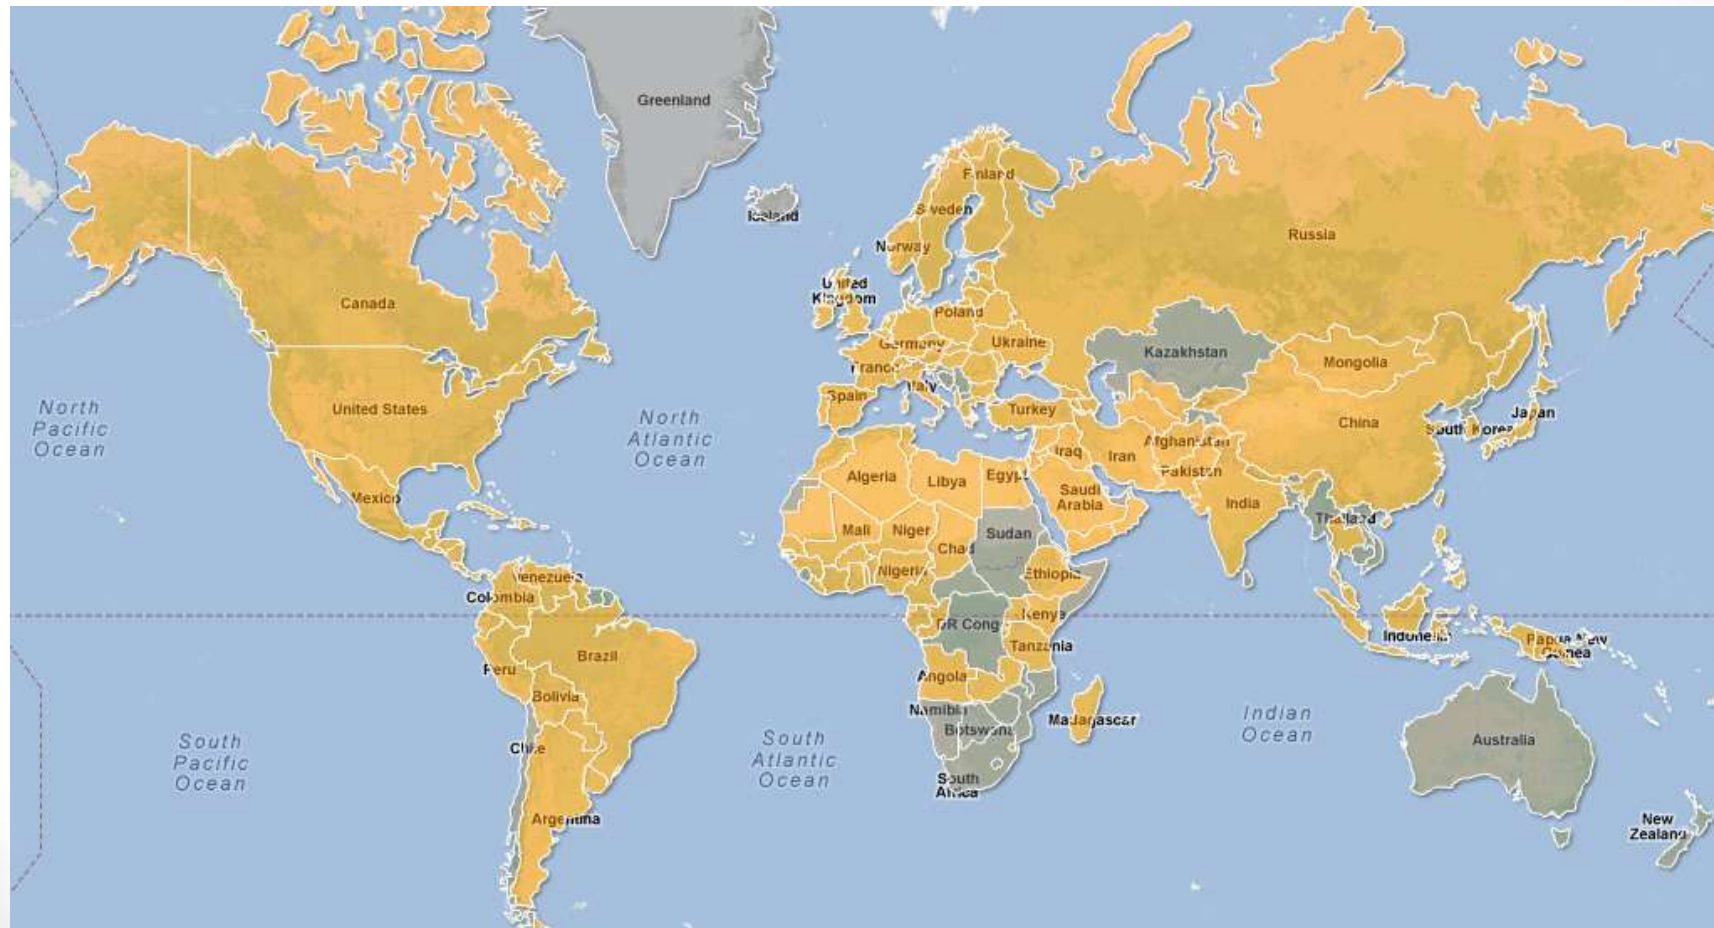 Greenland
Iceland
Finland
Sweden
Norway
Russia
United
Kingdom
Canada
Poland
Germany
Ukraine
France
Kazakhstan
Mongolia
Italy
Spain
Turkey
United States
North
Pacific
Ocean
North
Atlantic
Ocean
China
Japan
South Korea
Afghanistan
Iraq
Iran
Pakistan
Algeria
Libya
Egypt
Saudi
Arabia
India
Mexico
Mali
Niger
Chad
Sudan
Thailand
Nigeria
Ethiopia
Venezuela
Colombia
Kenya
DR Cong
Tanzania
Indonesia
Papua New
Guinea
Brazil
Peru
Bolivia
Angola
Namibia
Botswana
Madagascar
Indian
Ocean
Chile
South
Pacific
Ocean
South
Atlantic
Ocean
Australia
South
Africa
Argentina
New
Zealand